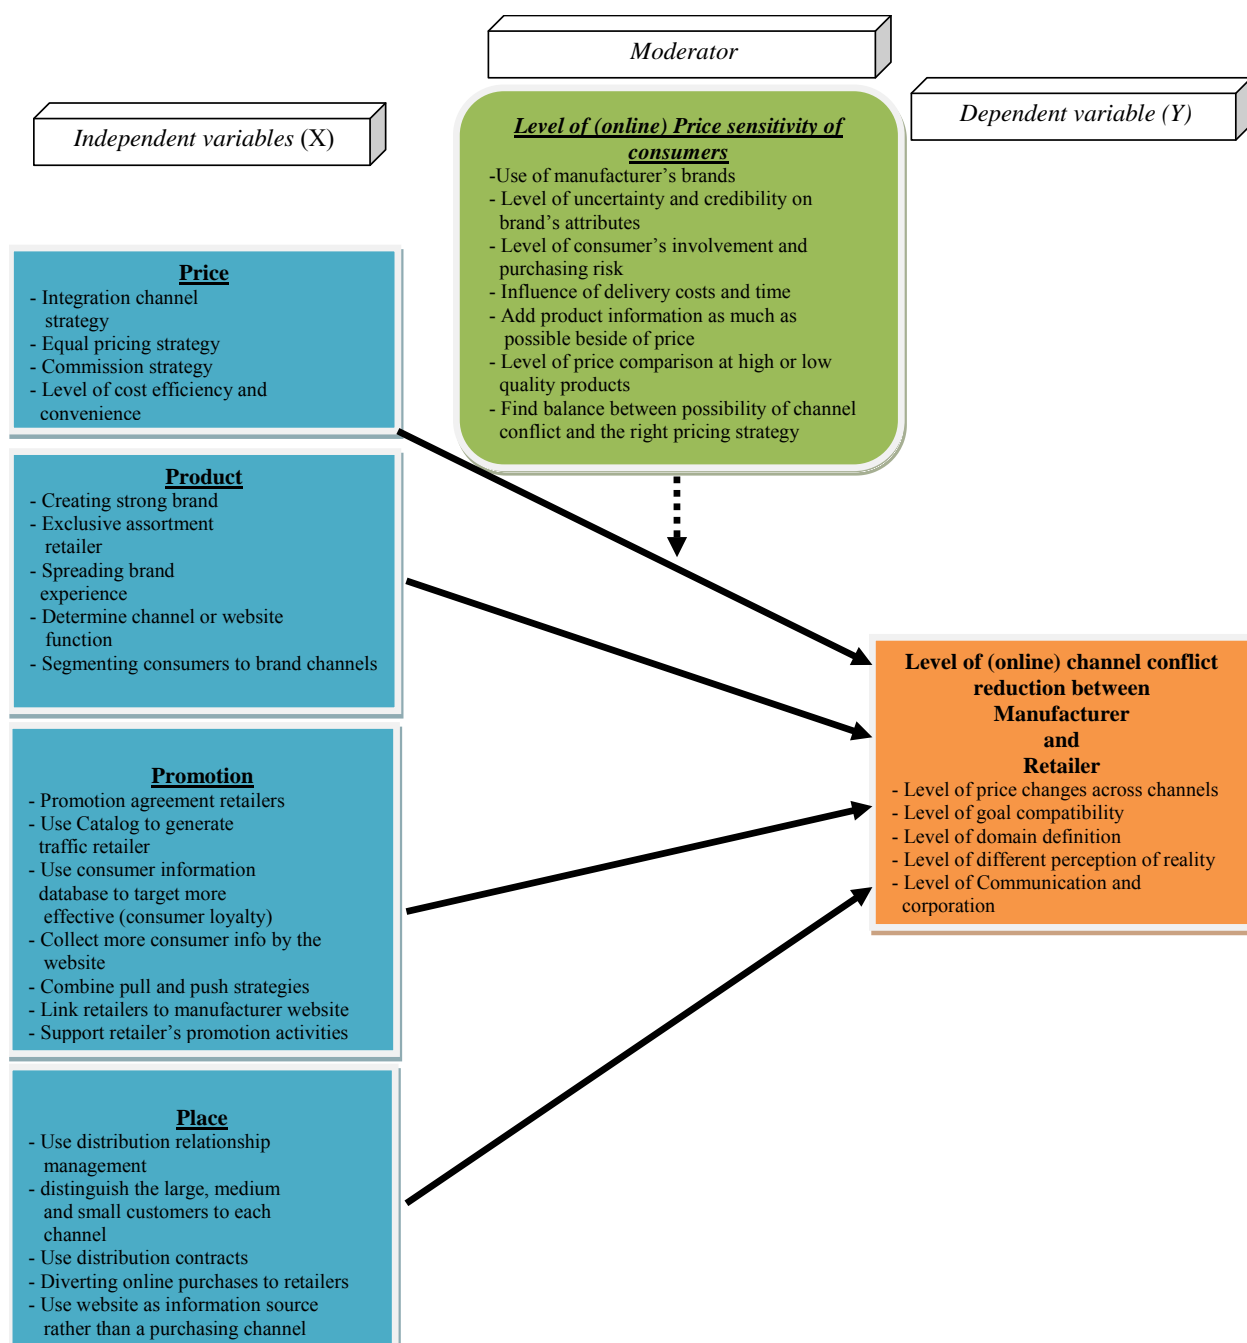 Moderator
Independent variables (X)
Dependent variable (Y)
Level of (online) Price sensitivity of
consumers
-Use of manufacturer’s brands
- Level of uncertainty and credibility on
brand’s attributes
- Level of consumer’s involvement and
purchasing risk
- Influence of delivery costs and time
- Add product information as much as
possible beside of price
- Level of price comparison at high or low
quality products
- Find balance between possibility of channel
conflict and the right pricing strategy
Price
- Integration channel
strategy
- Equal pricing strategy
- Commission strategy
- Level of cost efficiency and
convenience
Product
- Creating strong brand
- Exclusive assortment
retailer
- Spreading brand
experience
- Determine channel or website
function
- Segmenting consumers to brand channels
Promotion
- Promotion agreement retailers
- Use Catalog to generate
traffic retailer
- Use consumer information
database to target more
effective (consumer loyalty)
- Collect more consumer info by the
website
- Combine pull and push strategies
- Link retailers to manufacturer website
- Support retailer’s promotion activities
Place
- Use distribution relationship
management
- distinguish the large, medium
and small customers to each
channel
- Use distribution contracts
- Diverting online purchases to retailers
- Use website as information source
rather than a purchasing channel
Level of (online) channel conflict
reduction between
Manufacturer
and
Retailer
- Level of price changes across channels
- Level of goal compatibility
- Level of domain definition
- Level of different perception of reality
- Level of Communication and
corporation